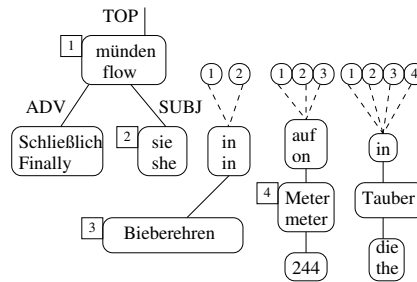 TOP
1
münden
flow
ADV
SUBJ
1 2
1 2 3
1 2 3 4
Schließlich
Finally
2
sie
she
in
in
auf
on
in
3
Bieberehren
4
Meter
meter
Tauber
244
die
the